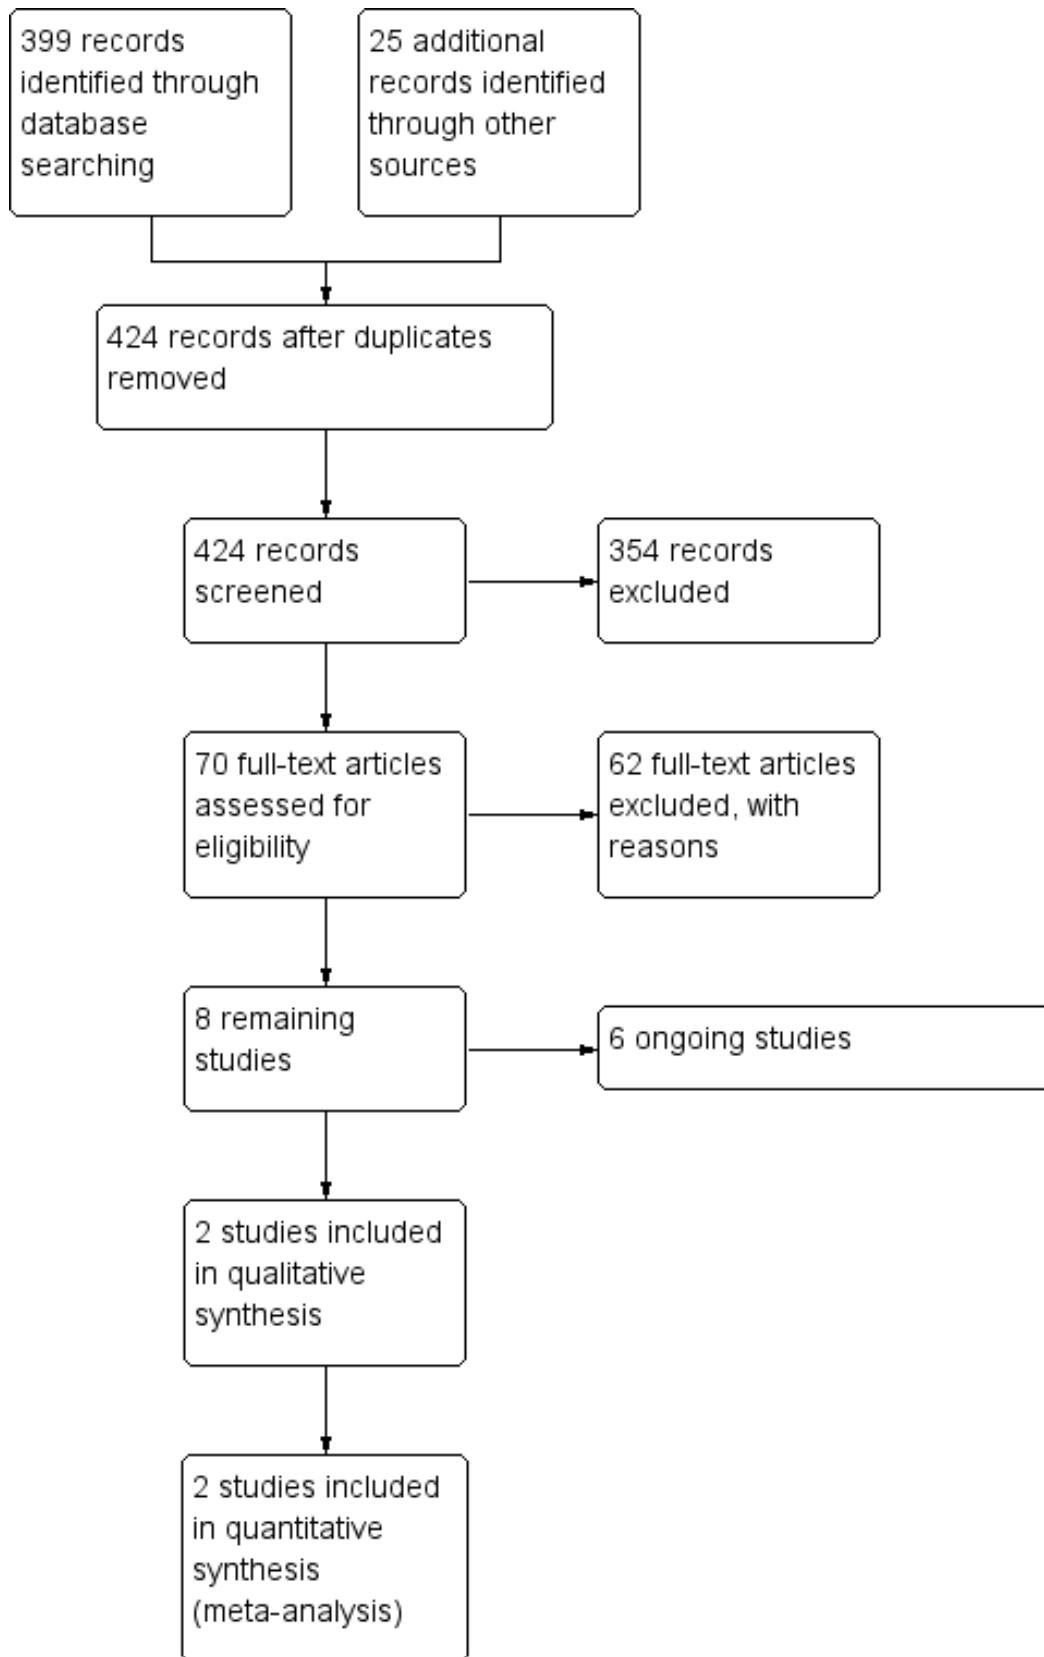 399 records
identified through
database
searching
25 additional
records identified
through other
sources
424 records after duplicates
removed
424 records
screened
354 records
excluded
70 full-text articles
assessed for
eligibility
62 full-text articles
excluded, with
reasons
8 remaining
studies
6 ongoing studies
2 studies included
in qualitative
synthesis
2 studies included
in quantitative
synthesis
(meta-analysis)